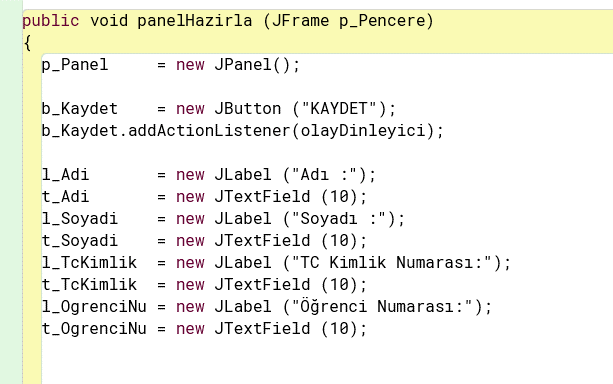 public void panelHazirla (JFrame p_Pencere)
{
p_Panel = new JPanel();
b_Kaydet = new JButton ("KAYDET");
b_Kaydet.addActionListener(olayDinleyici);
l_Adi = new JLabel ("Adı :");
t_Adi = new JTextField (10);
l_Soyadi = new JLabel ("Soyadı :");
t_Soyadi = new JTextField (10);
l_TcKimlik = new JLabel ("TC Kimlik Numarası:");
t_TcKimlik = new JTextField (10);
l_OgrenciNu = new JLabel ("Öğrenci Numarası:");
t_OgrenciNu = new JTextField (10);